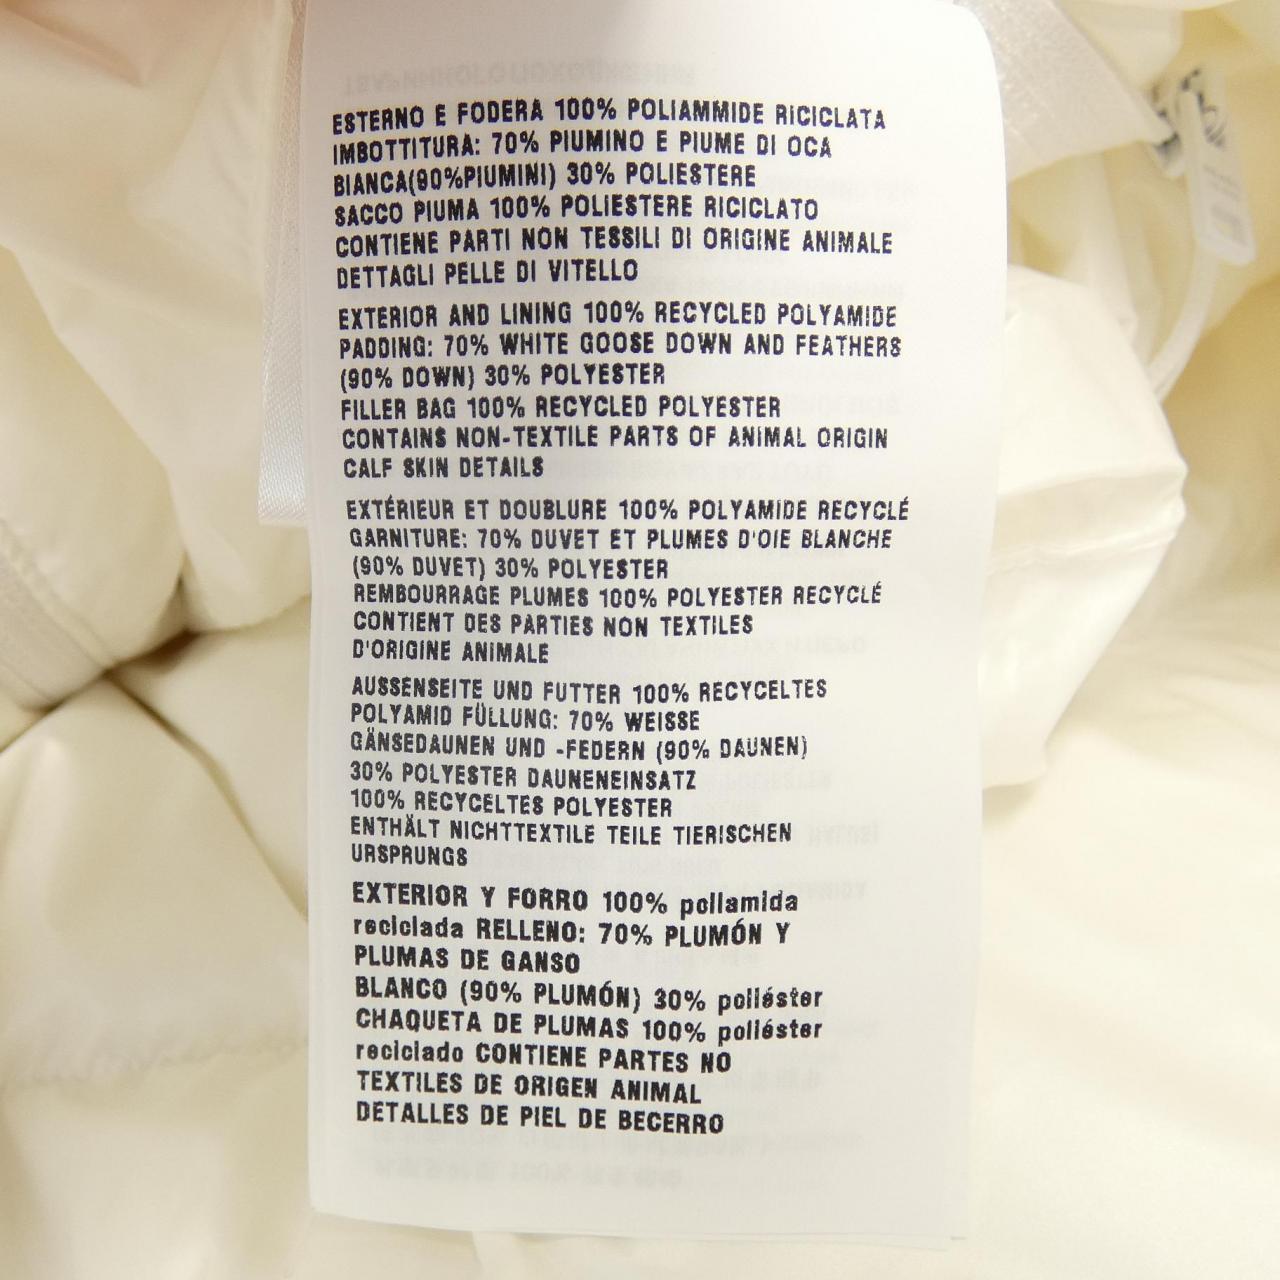 ESTERNO E FODERA 100% POLIAMMIDE RICICLATA
IMBOTTITURA: 70% PIUMINO E PIUME DI OCA
BIANCA(90%PIUMINI) 30% POLIESTERE
SACCO PIUMA 100% POLIESTERE RICICLATO
CONTIENE PARTI NON TESSILI DI ORIGINE ANIMALE
DETTAGLI PELLE DI VITELLO
EXTERIOR AND LINING 100% RECYCLED POLYAMIDE
PADDING: 70% WHITE GOOSE DOWN AND FEATHERS
(90% DOWN) 30% POLYESTER
FILLER BAG 100% RECYCLED POLYESTER
CONTAINS NON-TEXTILE PARTS OF ANIMAL ORIGIN
CALF SKIN DETAILS
EXTÉRIEUR ET DOUBLURE 100% POLYAMIDE RECYCLÉ
GARNITURE: 70% DUVET ET PLUMES D'OIE BLANCHE
(90% DUVET) 30% POLYESTER
REMBOURRAGE PLUMES 100% POLYESTER RECYCLÉ
CONTIENT DES PARTIES NON TEXTILES
D'ORIGINE ANIMALE
AUSSENSEITE UND FUTTER 100% RECYCELTES
POLYAMID FÜLLUNG: 70% WEISSE
GÄNSEDAUNEN UND -FEDERN (90% DAUNEN)
30% POLYESTER DAUNENEINSATZ
100% RECYCELTES POLYESTER
ENTHÄLT NICHTTEXTILE TEILE TIERISCHEN
URSPRUNGS
EXTERIOR Y FORRO 100% poliamida
reciclada RELLENO: 70% PLUMÓN Y
PLUMAS DE GANSO
BLANCO (90% PLUMÓN) 30% poliéster
CHAQUETA DE PLUMAS 100% poliéster
reciclado CONTIENE PARTES NO
TEXTILES DE ORIGEN ANIMAL
DETALLES DE PIEL DE BECERRO